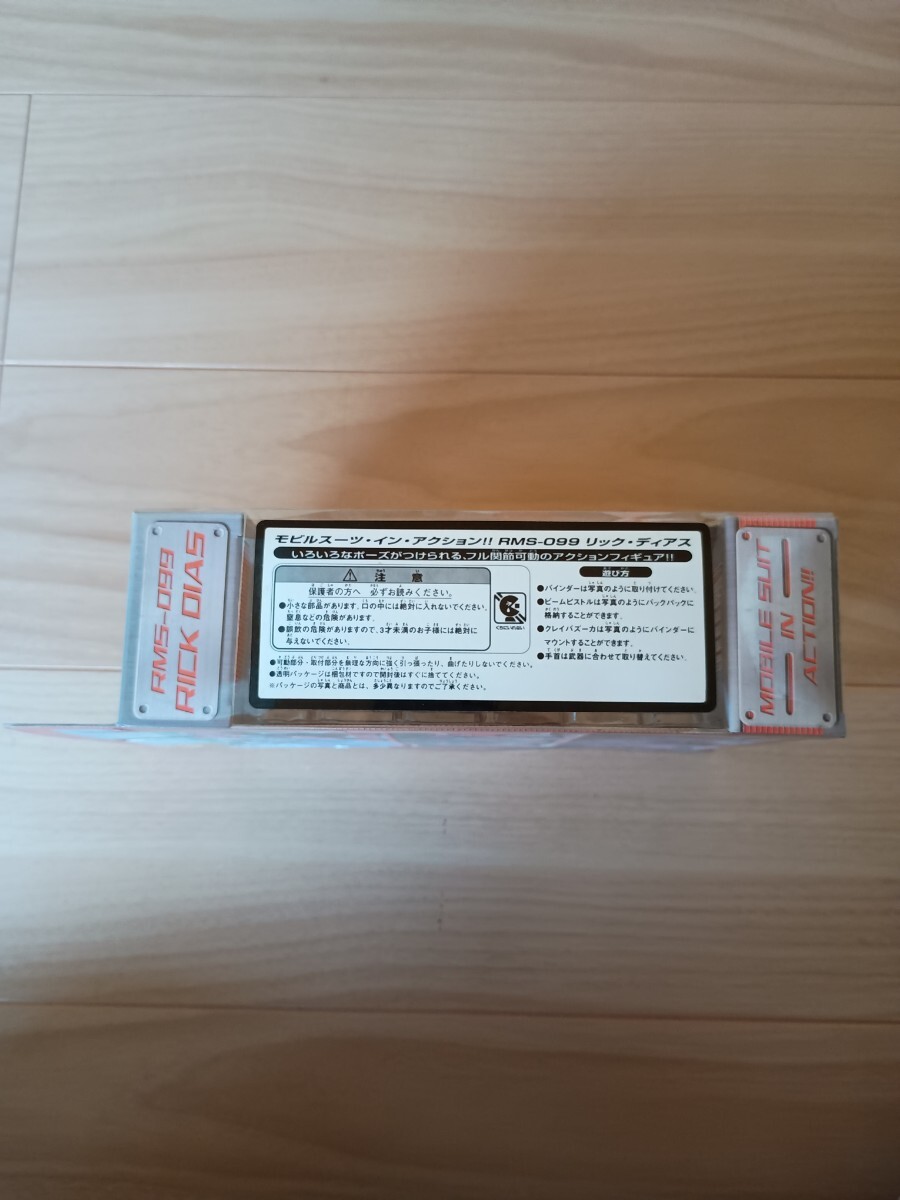 RMS-099
RICK DIAS
モビルスーツ・イン・アクション!! RMS-099 リック・ディアス
いろいろなポーズがつけられる、フル関節可動のアクションフィギュア!!
⚠ 注 意
保護者の方へ 必ずお読みください。
●小さな部品があります。口の中には絶対に入れないでください。
窒息などの危険があります。
●誤飲の危険がありますので、3才未満のお子様には絶対に
与えないでください。
くちにいれない
●可動部分・取付部分を無理な方向に強く引っ張ったり、曲げたりしないでください。
●透明パッケージは梱包材ですので開封後はすぐに捨ててください。
※パッケージの写真と商品とは、多少異なりますのでご了承ください。
遊び方
●バインダーは写真のように取り付けてください。
●ビームピストルは写真のようにバックパックに
格納することができます。
●クレイバズーカは写真のようにバインダーに
マウントすることができます。
●手首は武器に合わせて取り替えてください。
MOBILE SUIT
IN
ACTION!!